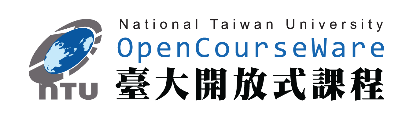 National Taiwan University
OpenCourseWare
臺大開放式課程
NTU